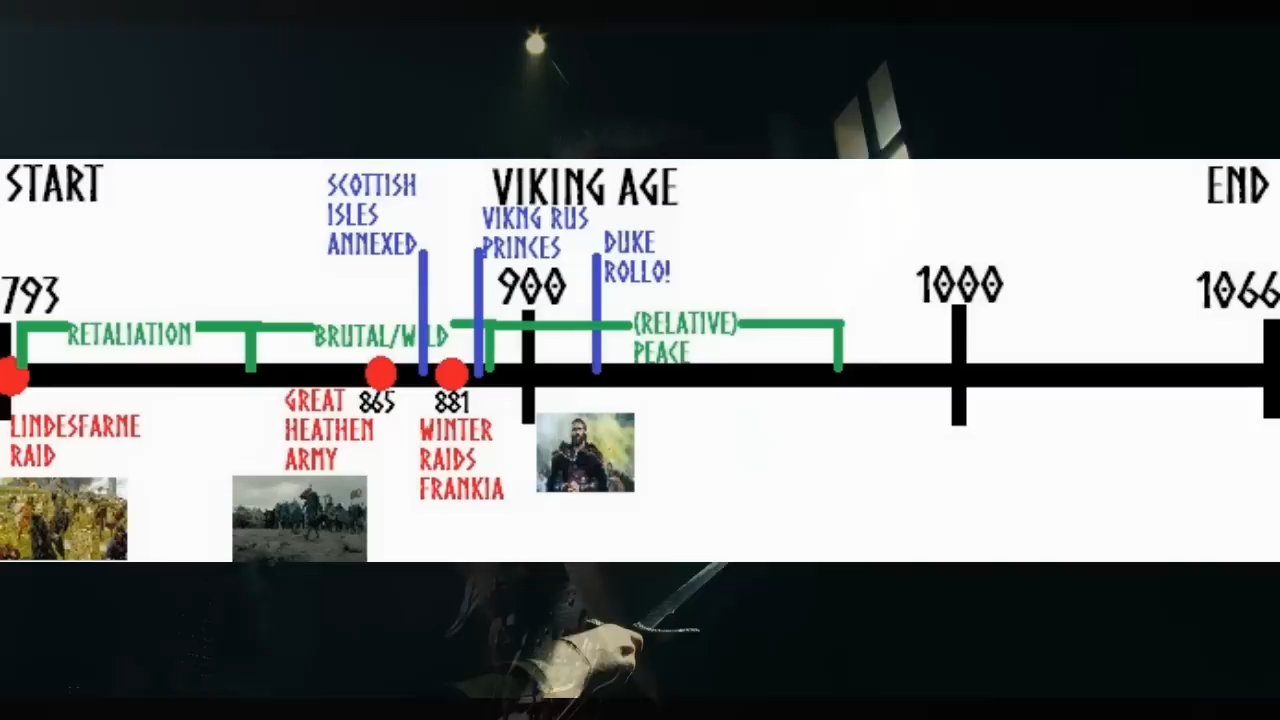 START
VIKING AGE
END
SCOTTISH
ISLES
ANNEXED
VIKNG RUS
PRINCES
DUKE
ROLLO!
793
900
1000
1066
RETALIATION
BRUTAL/WILD
(RELATIVE)
PEACE
LINDESFARNE
RAID
GREAT
HEATHEN
ARMY
865
881
WINTER
RAIDS
FRANKIA